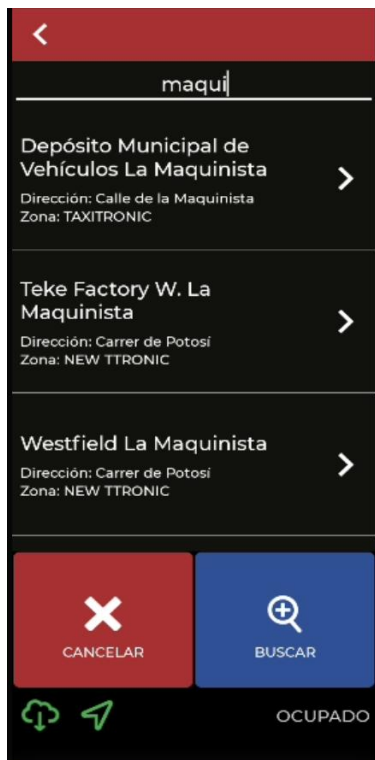 maqui
Depósito Municipal de
Vehículos La Maquinista
Dirección: Calle de la Maquinista
Zona: TAXITRONIC
Teke Factory W. La
Maquinista
Dirección: Carrer de Potosí
Zona: NEW TTRONIC
Westfield La Maquinista
Dirección: Carrer de Potosí
Zona: NEW TTRONIC
CANCELAR
BUSCAR
OCUPADO